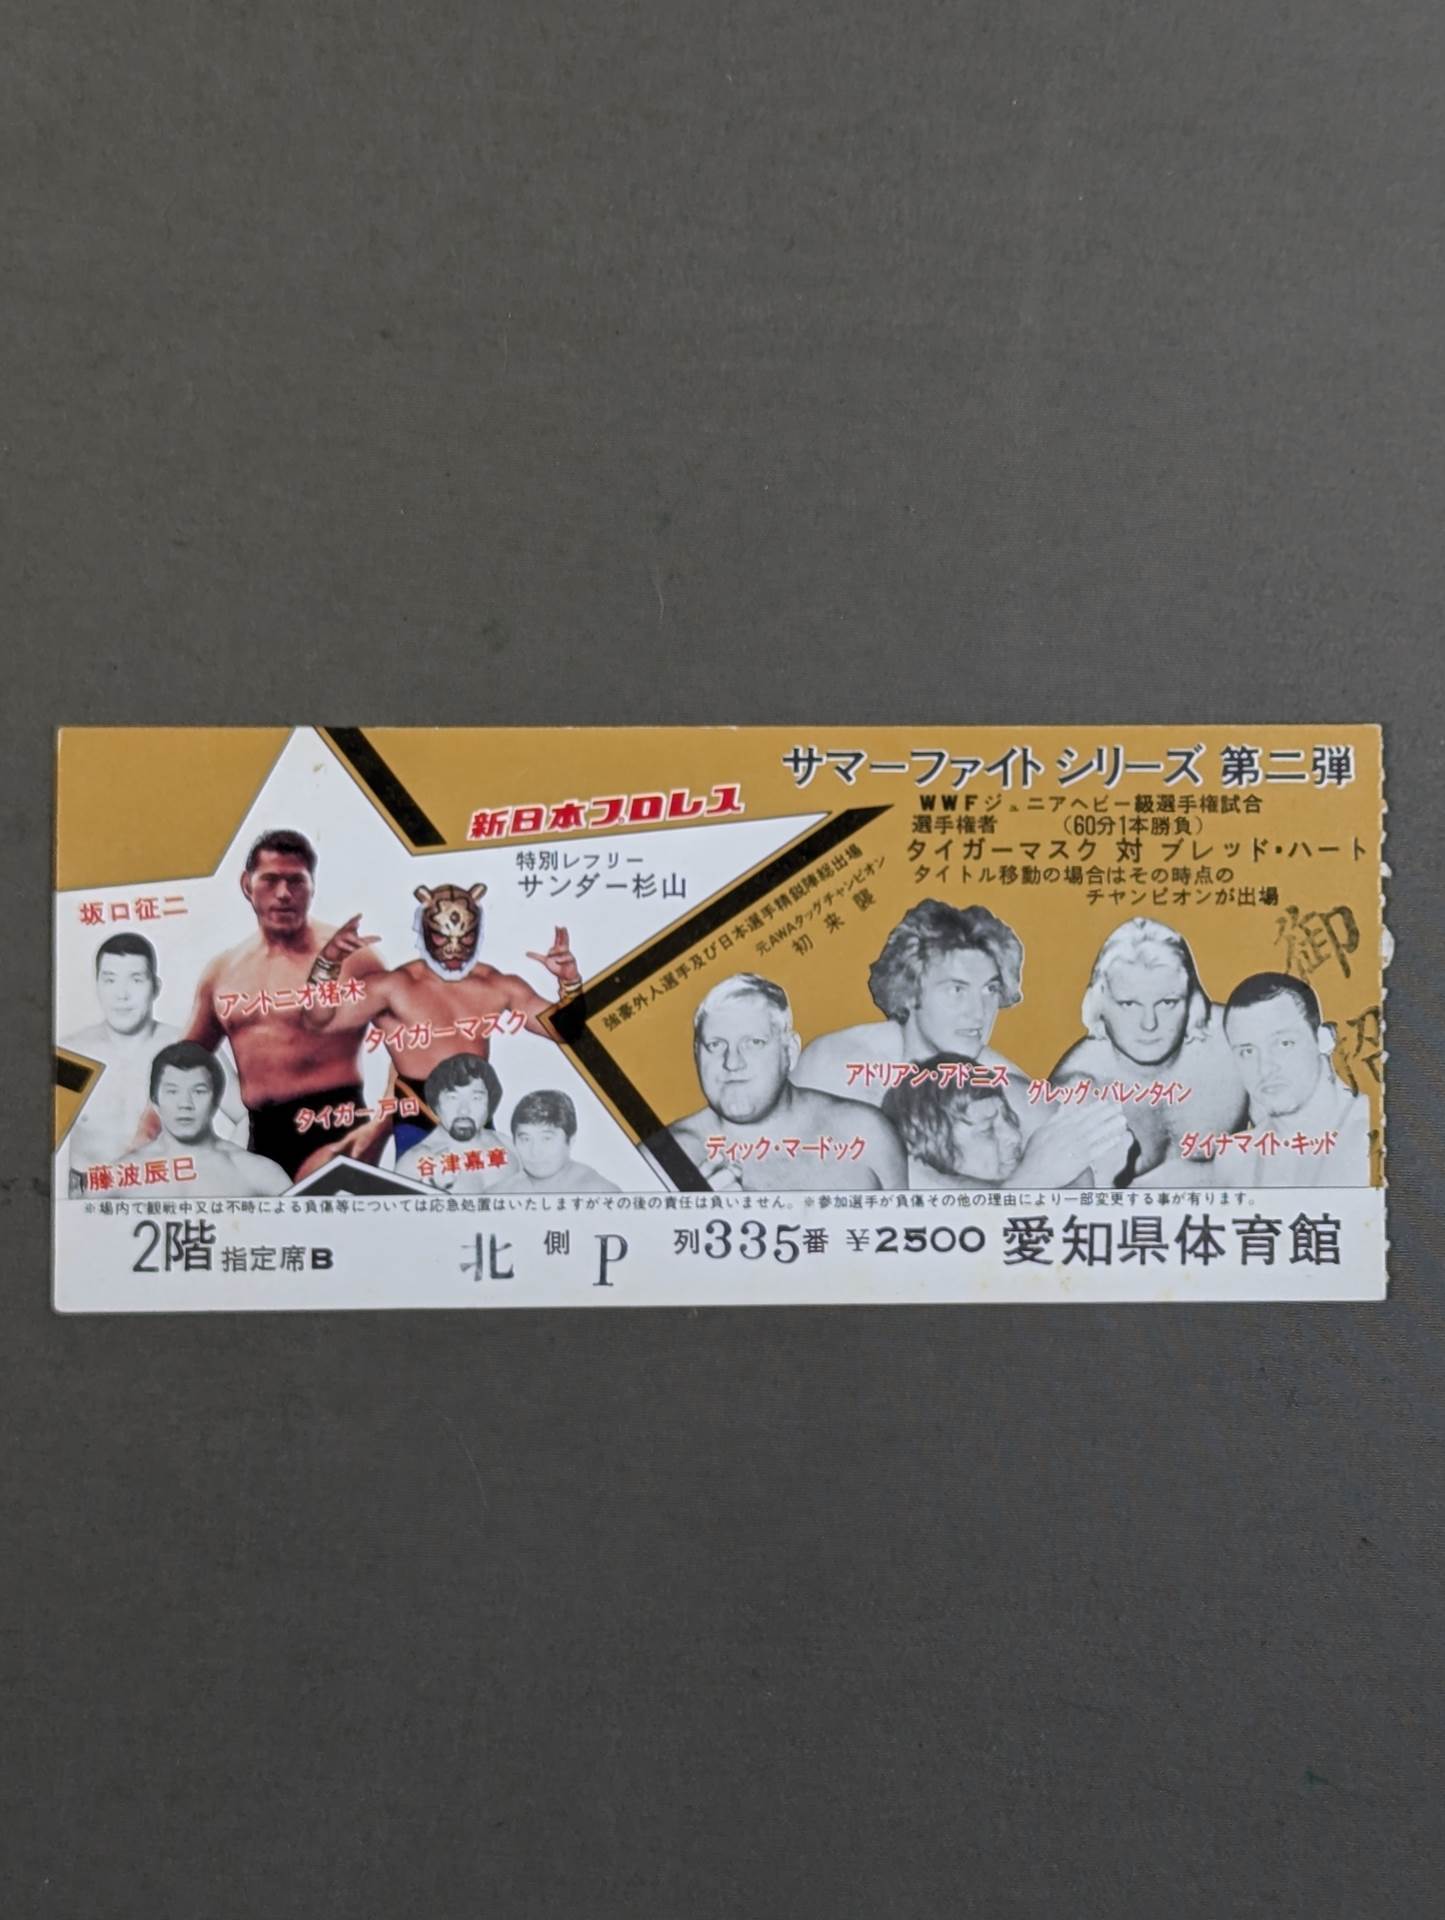 サマーファイトシリーズ 第二弾
新日本プロレス
特別レフリー
サンダー杉山
WWFジュニアヘビー級選手権試合
選手権者 (60分1本勝負)
タイガーマスク 対 ブレッド・ハート
タイトル移動の場合はその時点の
チャンピオンが出場
強豪外人選手及び日本選手精鋭陣総出場
元AWAタッグチャンピオン
初来襲
坂口征二
アントニオ猪木
タイガーマスク
タイガー戸口
藤波辰巳
谷津嘉章
ディック・マードック
アドリアン・アドニス
グレッグ・バレンタイン
ダイナマイト・キッド
御
※場内で観戦中又は不時による負傷等については応急処置はいたしますがその後の責任は負いません。※参加選手が負傷その他の理由により一部変更する事が有ります。
2階 指定席B 北 側 P 列 335 番 ¥2500 愛知県体育館